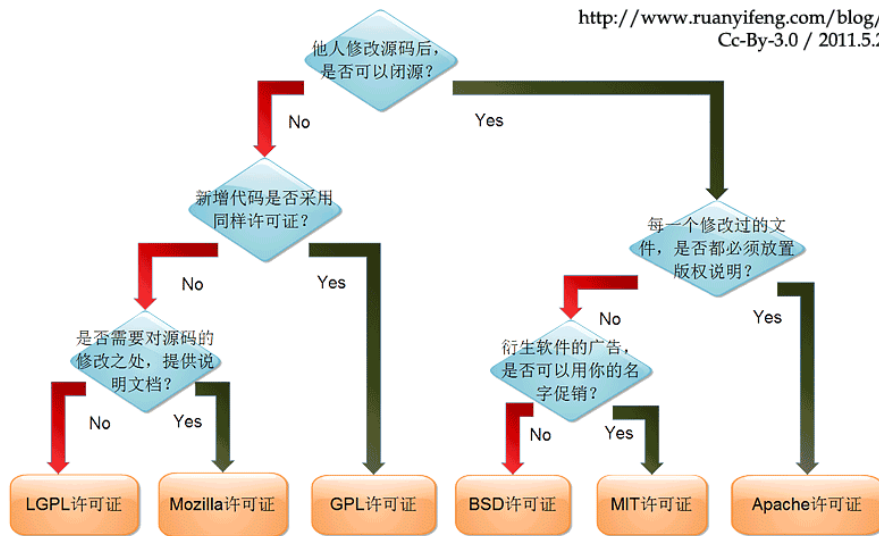 http://www.ruanyifeng.com/blog/
Cc-By-3.0 / 2011.5.2
他人修改源码后，
是否可以闭源？
No
Yes
新增代码是否采用
同样许可证？
每一个修改过的文
件，是否都必须放置
版权说明？
No
Yes
No
Yes
是否需要对源码的
修改之处，提供说
明文档？
衍生软件的广告，
是否可以用你的名
字促销？
No
Yes
No
Yes
LGPL许可证
Mozilla许可证
GPL许可证
BSD许可证
MIT许可证
Apache许可证